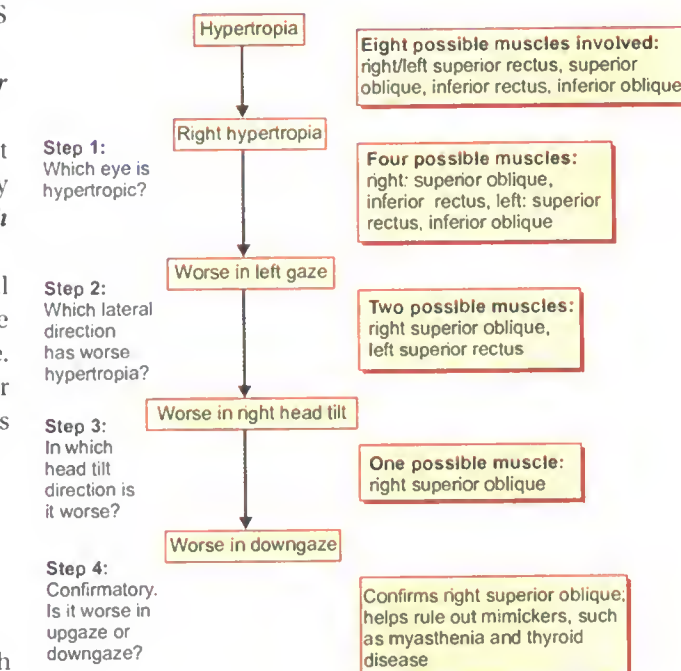 S
r
t
y
u
l
e
e.
r
s
h
Hypertropia
Eight possible muscles involved:
right/left superior rectus, superior
oblique, inferior rectus, inferior oblique
Step 1:
Which eye is
hypertropic?
Right hypertropia
Four possible muscles:
right: superior oblique,
inferior rectus, left: superior
rectus, inferior oblique
Step 2:
Which lateral
direction
has worse
hypertropia?
Worse in left gaze
Two possible muscles:
right superior oblique,
left superior rectus
Step 3:
In which
head tilt
direction is
it worse?
Worse in right head tilt
One possible muscle:
right superior oblique
Step 4:
Confirmatory.
Is it worse in
upgaze or
downgaze?
Worse in downgaze
Confirms right superior oblique;
helps rule out mimickers, such
as myasthenia and thyroid
disease